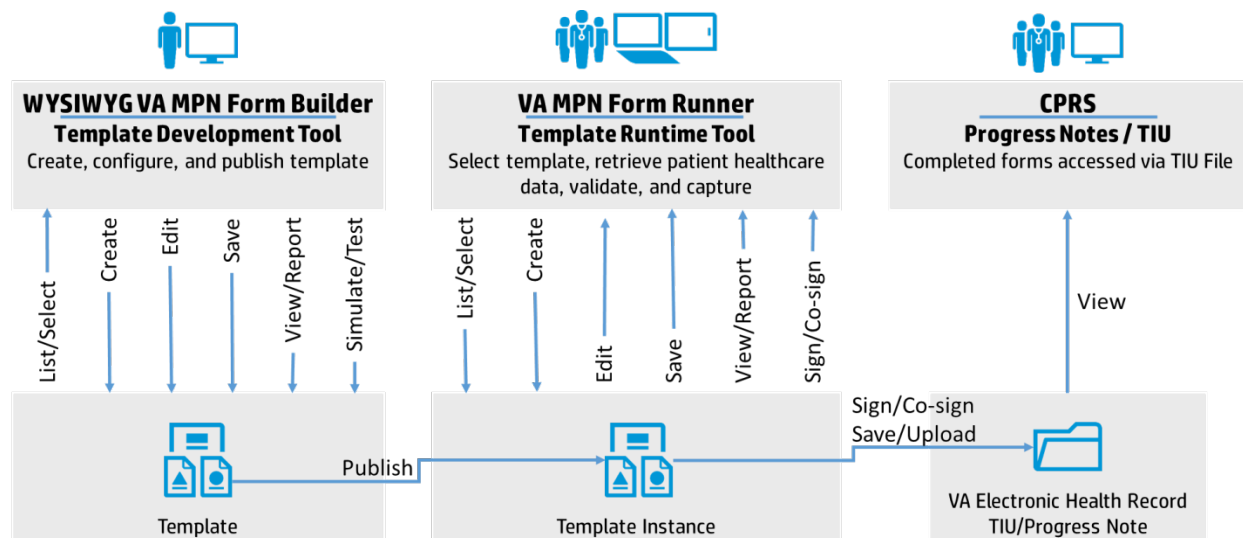 WYSIWYG VA MPN Form Builder
Template Development Tool
Create, configure, and publish template
VA MPN Form Runner
Template Runtime Tool
Select template, retrieve patient healthcare
data, validate, and capture
CPRS
Progress Notes / TIU
Completed forms accessed via TIU File
List/Select
Create
Edit
Save
View/Report
Simulate/Test
List/Select
Create
Edit
Save
View/Report
Sign/Co-sign
View
Publish
Sign/Co-sign
Save/Upload
Template
Template Instance
VA Electronic Health Record
TIU/Progress Note